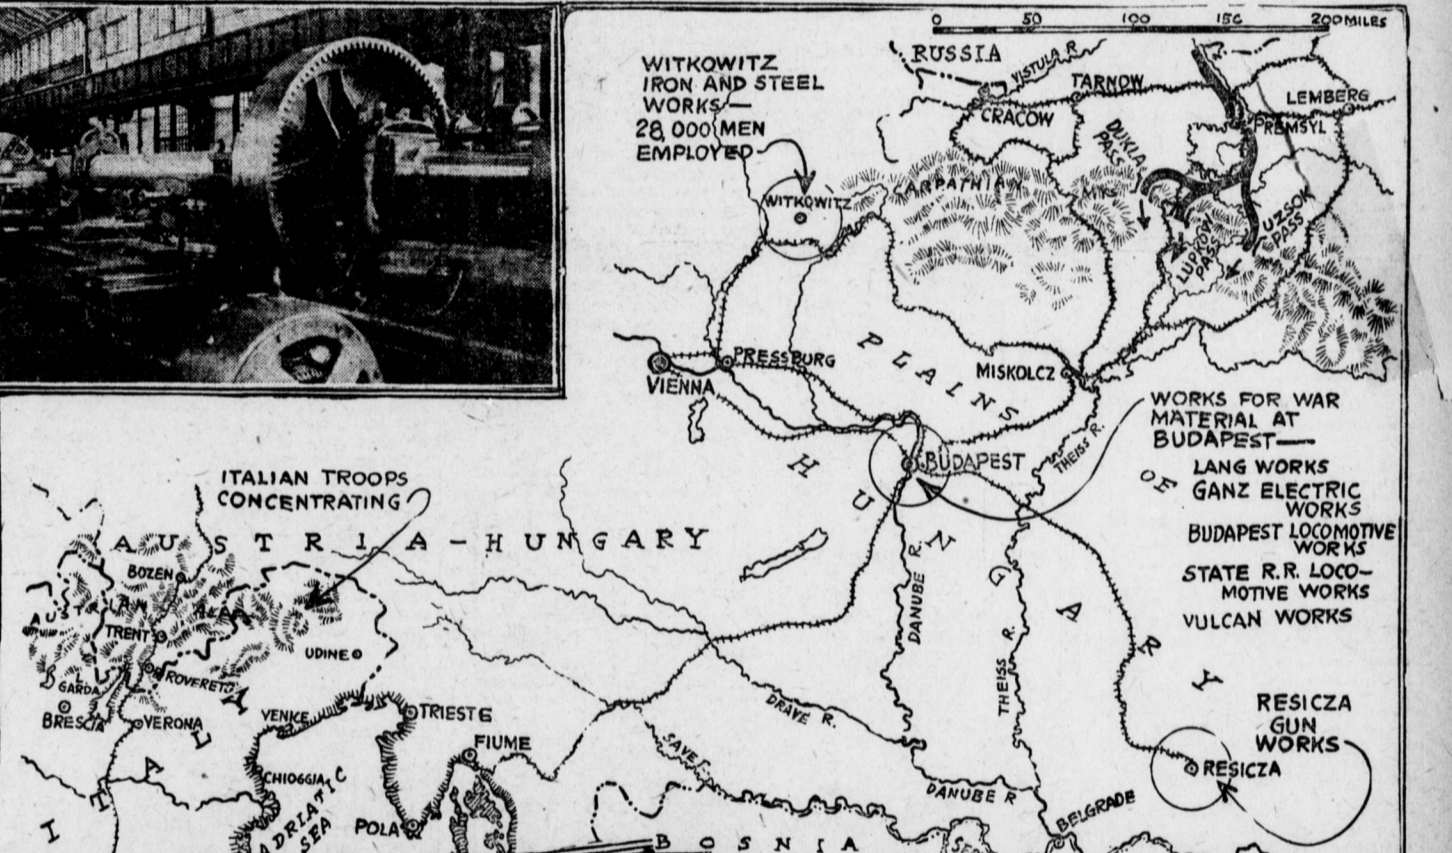 0 50 100 150 200 MILES
WITKOWITZ
IRON AND STEEL
WORKS—
28,000 MEN
EMPLOYED
RUSSIA
VISTULA R.
TARNOW
LEMBERG
CRACOW
PREMSYL
DUKLA
PASS
CARPATHIAN
MTS
WITKOWITZ
LUPKOW
PASS
UZSOK
PASS
PRESSBURG
VIENNA
PLAINS
MISKOLCZ
WORKS FOR WAR
MATERIAL AT
BUDAPEST—
LANG WORKS
GANZ ELECTRIC
WORKS
BUDAPEST LOCOMOTIVE
WORKS
STATE R.R. LOCO-
MOTIVE WORKS
VULCAN WORKS
THEISS R.
BUDAPEST
OF
HUNGARY
ITALIAN TROOPS
CONCENTRATING
AUSTRIA-HUNGARY
BOZEN
TRENT
UDINE
ROVERETO
GARDA
BRESCIA
VERONA
VENICE
TRIESTE
FIUME
CHIOGGIA
ADRIATIC
SEA
POLA
ITAL
DANUBE R.
THEISS R.
DRAVE R.
SAVE R.
DANUBE R
RESICZA
GUN
WORKS
RESICZA
BELGRADE
BOSNIA